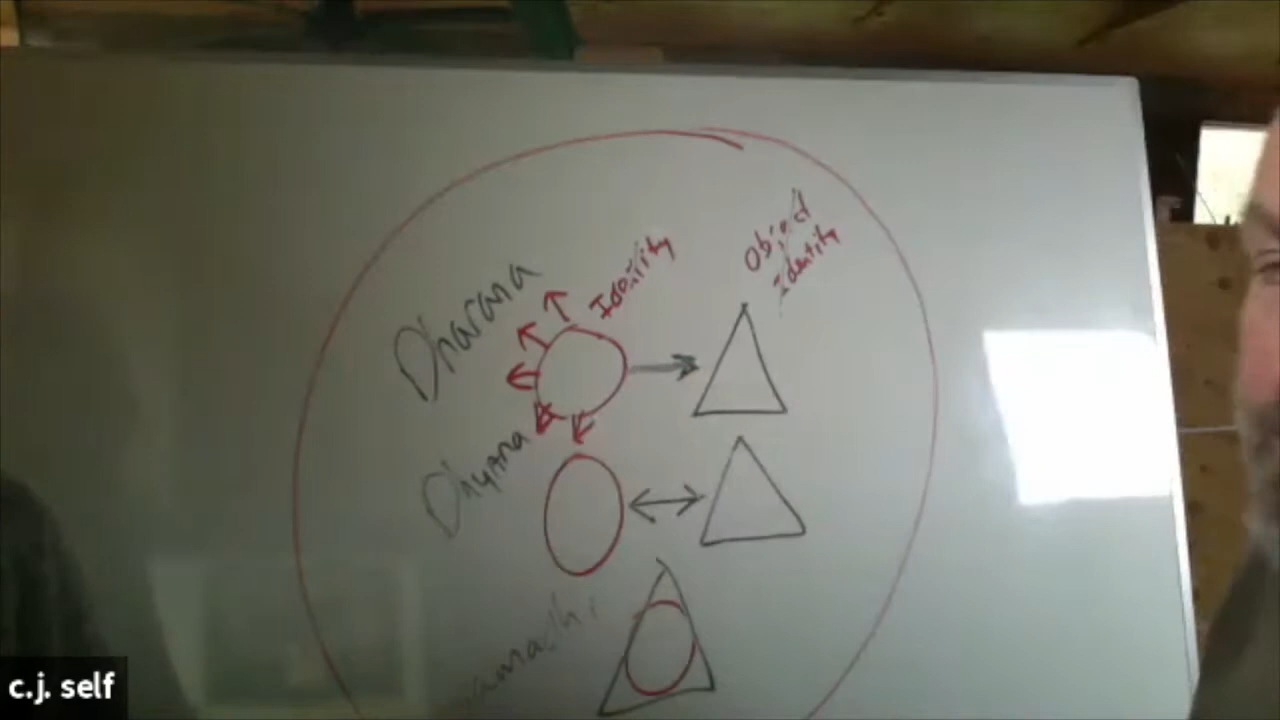 Dharana
Identity
Object
identity
Dhyana
c.j. self